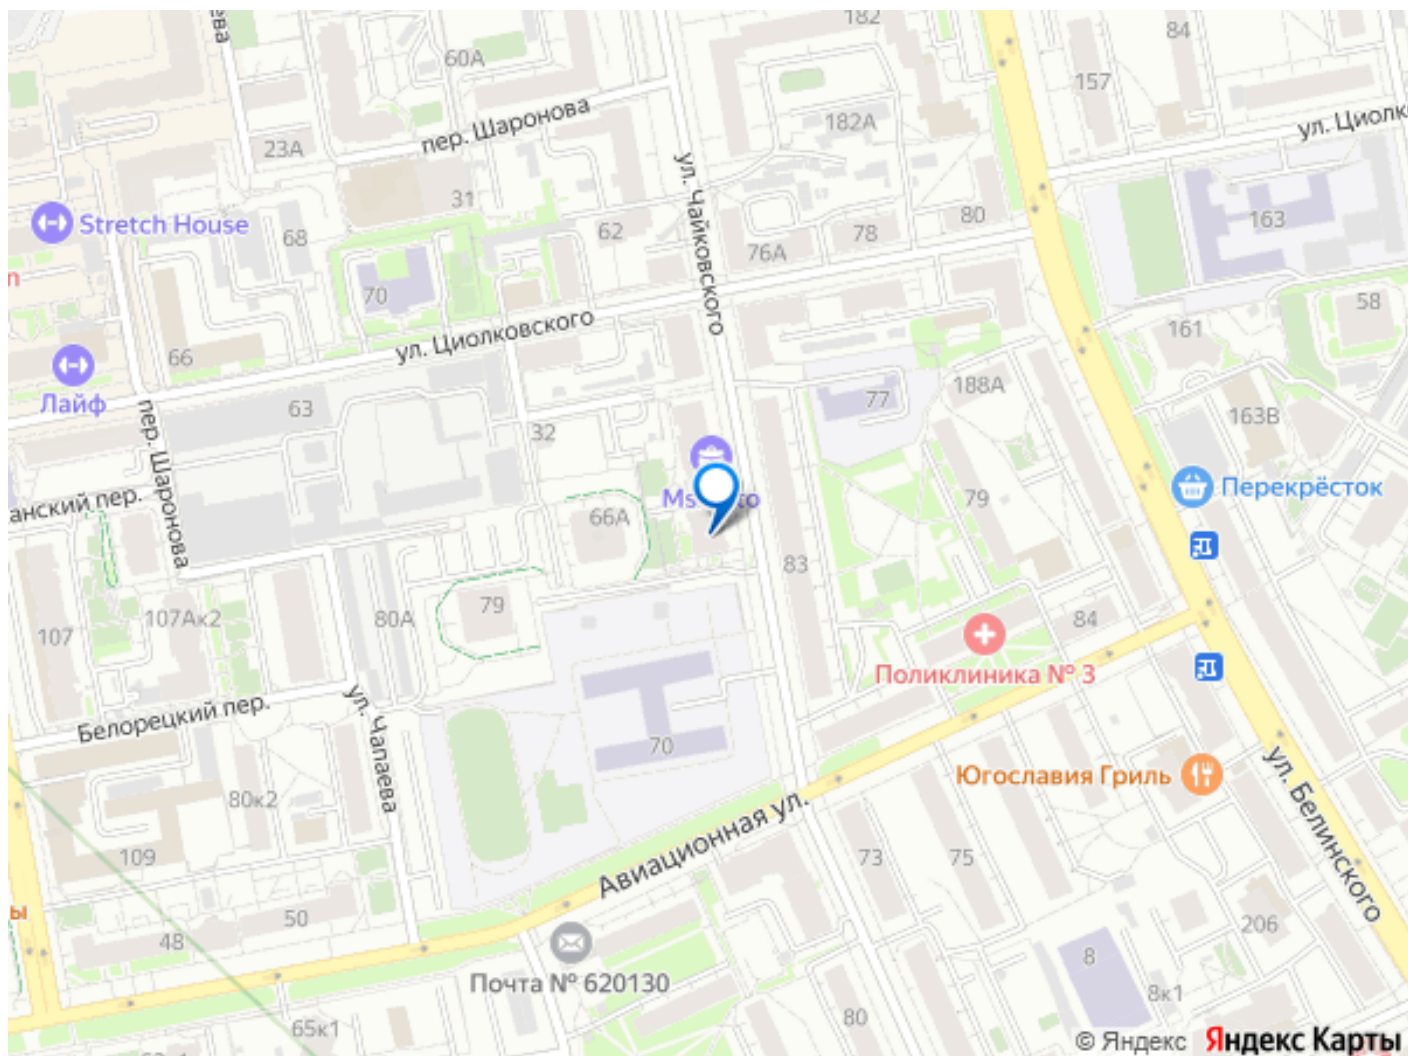 182
84
60А
157
182А
ул. Циолк
пер. Шаронова
23А
31
ул. Чайковского
Stretch House
68
62
76А
78
80
163
70
58
161
ул. Циолковского
66
Лайф
63
пер. Шаронова
32
77
188А
163В
анский пер.
66А
79
Перекрёсток
83
107
107Ак2
80А
79
84
Поликлиника № 3
Белорецкий пер.
ул. Чапаева
70
Югославия Гриль
ул. Белинского
80к2
Авиационная ул.
109
73
75
ы
50
48
206
Почта № 620130
8
8к1
65к1
80
© Яндекс Яндекс Карты